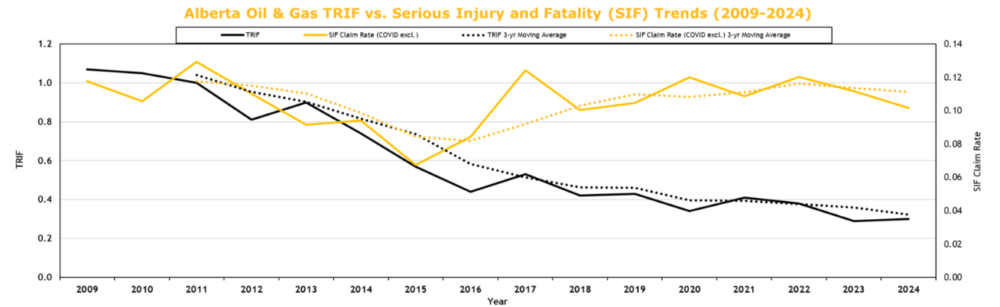 Alberta Oil & Gas TRIF vs. Serious Injury and Fatality (SIF) Trends (2009-2024)
TRIF SIF Claim Rate (COVID excl.) TRIF 3-yr Moving Average SIF Claim Rate (COVID excl.) 3-yr Moving Average
1.2 0.14
1.0 0.12
0.8 0.10
0.6 0.08
0.4 0.06
0.2 0.04
0.0 0.02
0.00
TRIF
SIF Claim Rate
2009 2010 2011 2012 2013 2014 2015 2016 2017 2018 2019 2020 2021 2022 2023 2024
Year